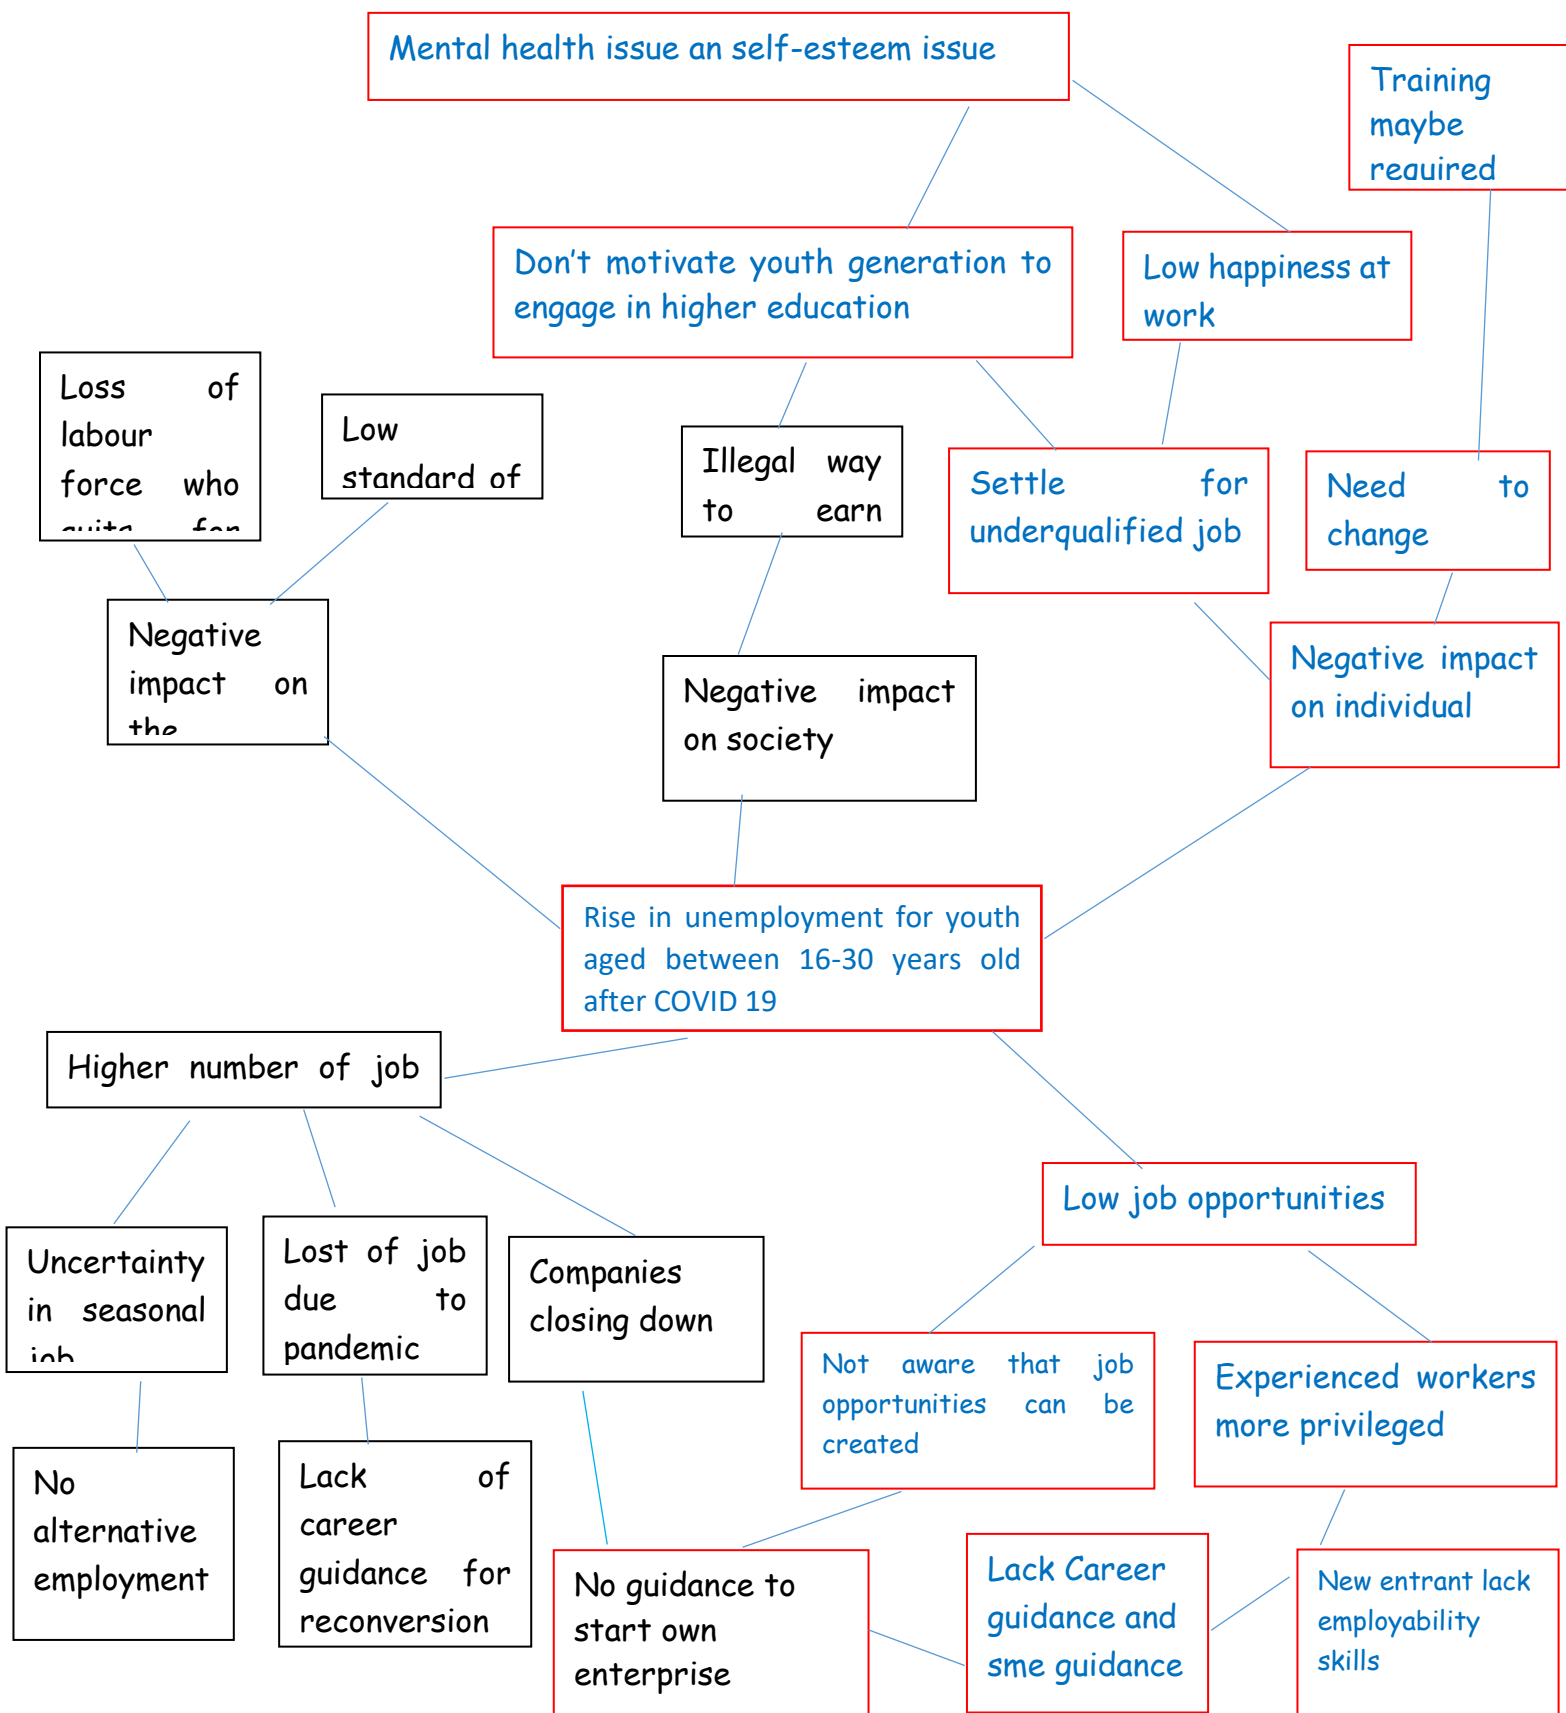 Mental health issue an self-esteem issue
Training
maybe
required
Don't motivate youth generation to
engage in higher education
Low happiness at
work
Loss of
labour
force who
quits for
Low
standard of
Illegal way
to earn
Settle for
underqualified job
Need to
change
Negative
impact on
the
Negative impact
on society
Negative impact
on individual
Rise in unemployment for youth
aged between 16-30 years old
after COVID 19
Higher number of job
Low job opportunities
Uncertainty
in seasonal
job
Lost of job
due to
pandemic
Companies
closing down
Not aware that job
opportunities can be
created
Experienced workers
more privileged
No
alternative
employment
Lack of
career
guidance for
reconversion
No guidance to
start own
enterprise
Lack Career
guidance and
sme guidance
New entrant lack
employability
skills